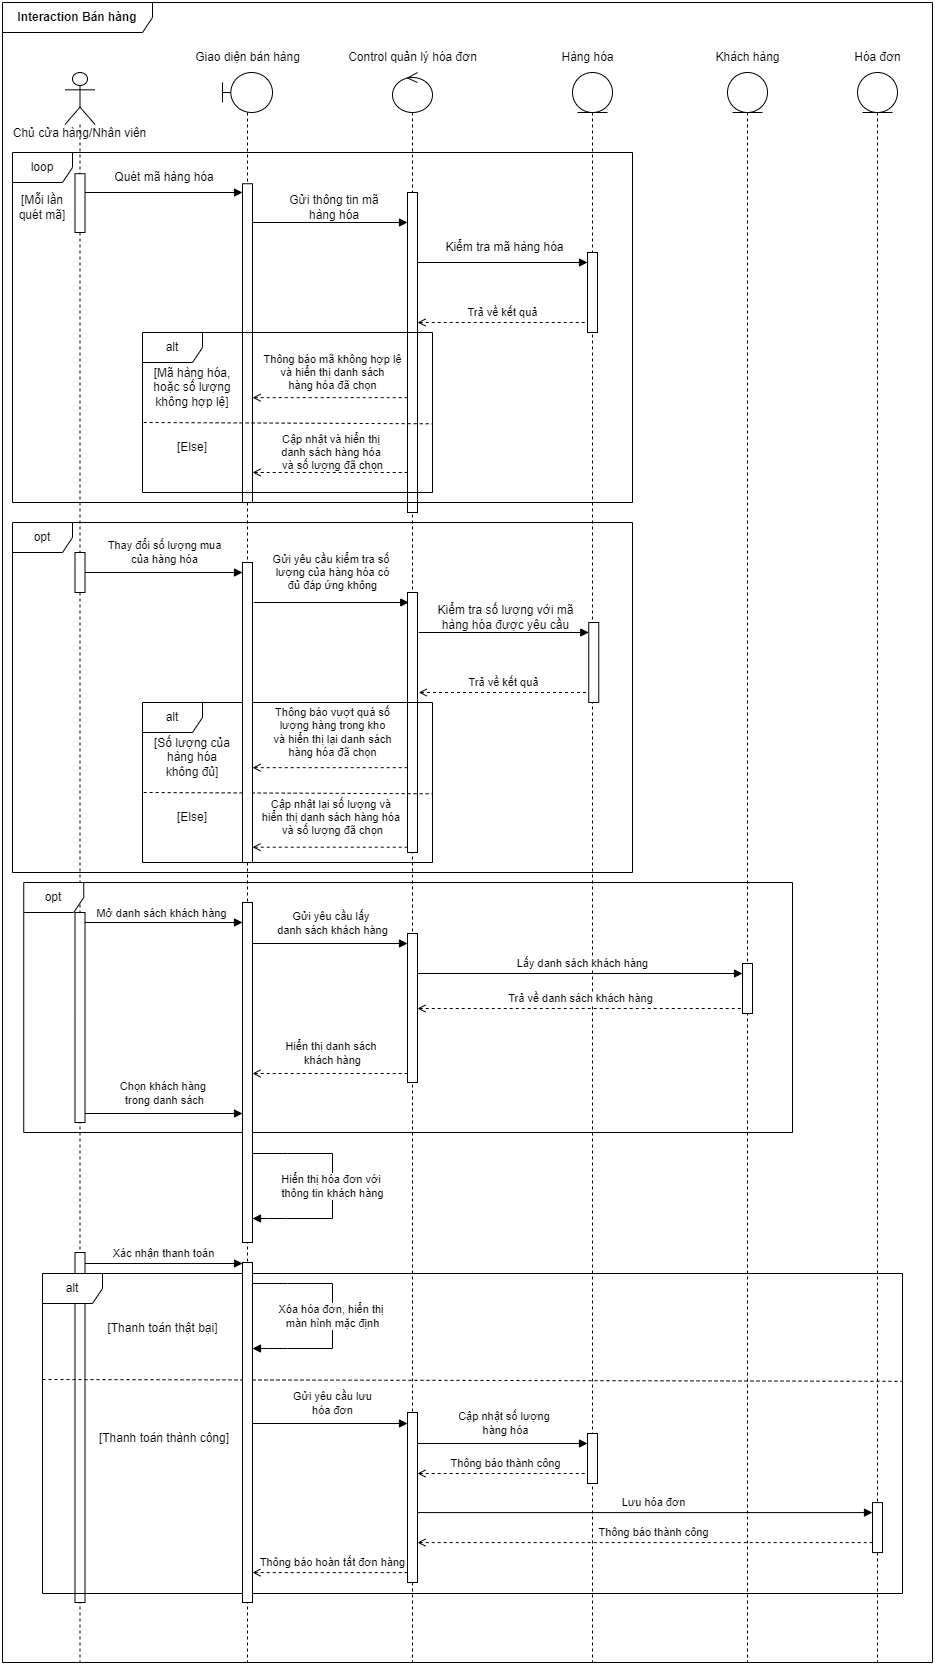 Interaction Bán hàng
Giao diện bán hàng
Control quản lý hóa đơn
Hàng hóa
Khách hàng
Hóa đơn
Chủ cửa hàng/Nhân viên
loop
[Mỗi lần
quét mã]
Quét mã hàng hóa
Gửi thông tin mã
hàng hóa
Kiểm tra mã hàng hóa
Trả về kết quả
alt
[Mã hàng hóa,
hoặc số lượng
không hợp lệ]
Thông báo mã không hợp lệ
và hiển thị danh sách
hàng hóa đã chọn
[Else]
Cập nhật và hiển thị
danh sách hàng hóa
và số lượng đã chọn
opt
Thay đổi số lượng mua
của hàng hóa
Gửi yêu cầu kiểm tra số
lượng của hàng hóa có
đủ đáp ứng không
Kiểm tra số lượng với mã
hàng hóa được yêu cầu
Trả về kết quả
alt
[Số lượng của
hàng hóa
không đủ]
Thông báo vượt quá số
lượng hàng trong kho
và hiển thị lại danh sách
hàng hóa đã chọn
[Else]
Cập nhật lại số lượng và
hiển thị danh sách hàng hóa
và số lượng đã chọn
opt
Mở danh sách khách hàng
Gửi yêu cầu lấy
danh sách khách hàng
Lấy danh sách khách hàng
Trả về danh sách khách hàng
Hiển thị danh sách
khách hàng
Chọn khách hàng
trong danh sách
Hiển thị hóa đơn với
thông tin khách hàng
Xác nhận thanh toán
alt
[Thanh toán thất bại]
Xóa hóa đơn, hiển thị
màn hình mặc định
Gửi yêu cầu lưu
hóa đơn
[Thanh toán thành công]
Cập nhật số lượng
hàng hóa
Thông báo thành công
Lưu hóa đơn
Thông báo thành công
Thông báo hoàn tất đơn hàng